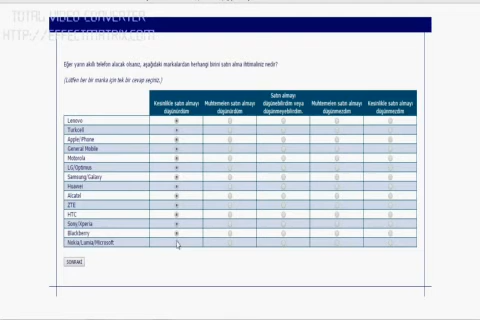 TOTAL VIDEO CONVERTER
HTTP://EFFECTMATRIX.COM
Eğer yarın akıllı telefon alacak olsanız, aşağıdaki markalardan herhangi birini satın alma ihtimaliniz nedir?
(Lütfen her bir marka için tek bir cevap seçiniz.)
Kesinlikle satın almayı düşünürdüm
Muhtemelen satın almayı düşünürdüm
Satın almayı düşünebilirdim veya düşünmeyebilirdim.
Muhtemelen satın almayı düşünmezdim
Kesinlikle satın almayı düşünmezdim
Lenovo
Turkcell
Apple/iPhone
General Mobile
Motorola
LG/Optimus
Samsung/Galaxy
Huawei
Alcatel
ZTE
HTC
Sony/Xperia
Blackberry
Nokia/Lumia/Microsoft
SONRAKİ